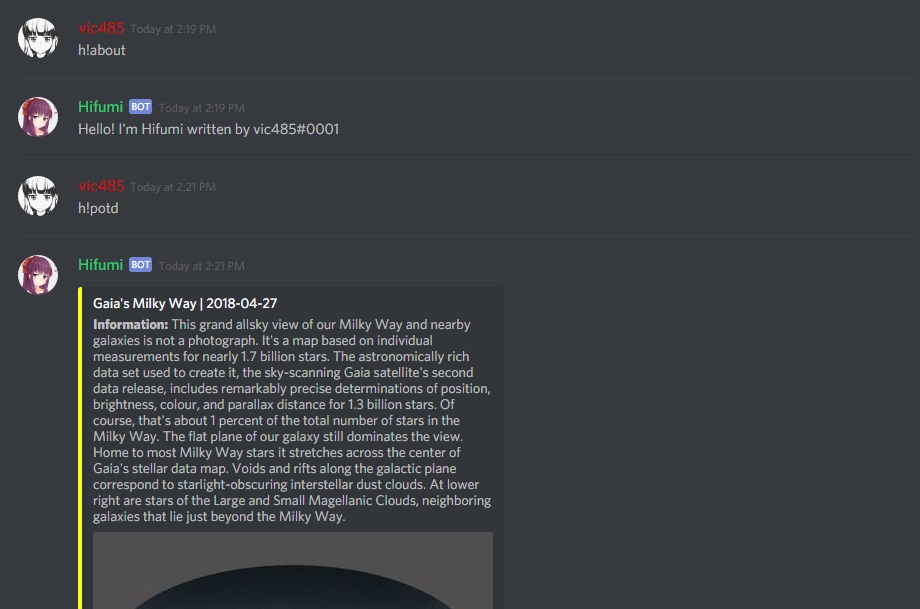 vic485 Today at 2:19 PM
h!about
Hifumi BOT Today at 2:19 PM
Hello! I'm Hifumi written by vic485#0001
vic485 Today at 2:21 PM
h!potd
Hifumi BOT Today at 2:21 PM
Gaia's Milky Way | 2018-04-27
Information: This grand allsky view of our Milky Way and nearby
galaxies is not a photograph. It's a map based on individual
measurements for nearly 1.7 billion stars. The astronomically rich
data set used to create it, the sky-scanning Gaia satellite's second
data release, includes remarkably precise determinations of position,
brightness, colour, and parallax distance for 1.3 billion stars. Of
course, that's about 1 percent of the total number of stars in the
Milky Way. The flat plane of our galaxy still dominates the view.
Home to most Milky Way stars it stretches across the center of
Gaia's stellar data map. Voids and rifts along the galactic plane
correspond to starlight-obscuring interstellar dust clouds. At lower
right are stars of the Large and Small Magellanic Clouds, neighboring
galaxies that lie just beyond the Milky Way.